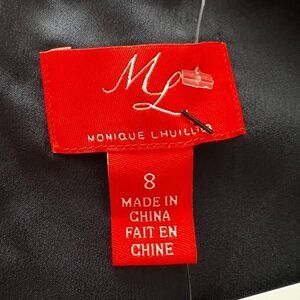 ML
MONIQUE LHUILLIER
8
MADE IN
CHINA
FAIT EN
CHINE